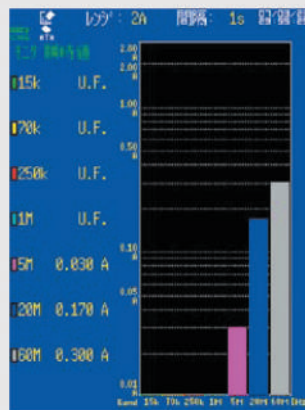 レンジ: 2A 間隔: 1s
15k U.F.
70k U.F.
250k U.F.
1M U.F.
5M 0.030 A
20M 0.170 A
60M 0.300 A
2.00
A
1.00
A
0.50
A
0.10
A
0.05
A
0.01
A
Band 15k 70k 250k 1M 5M 20M 60M [Hz]